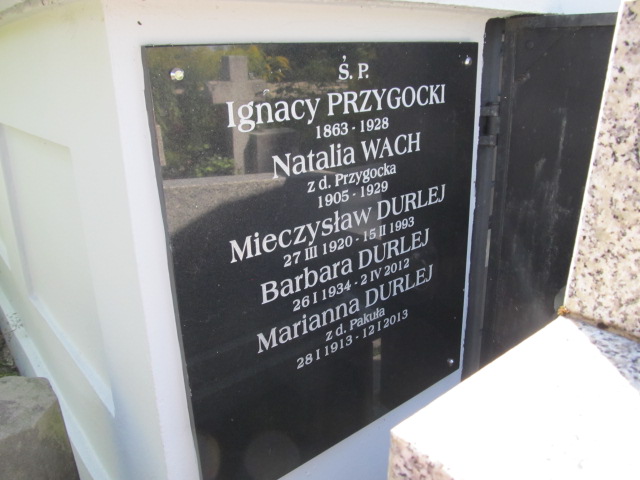 Ś. P.
Ignacy PRZYGOCKI
1863 - 1928
Natalia WACH
z d. Przygocka
1905 - 1929
Mieczysław DURLEJ
27 III 1920 - 15 II 1993
Barbara DURLEJ
26 I 1934 - 2 IV 2012
Marianna DURLEJ
z d. Pakuła
28 I 1913 - 12 I 2013